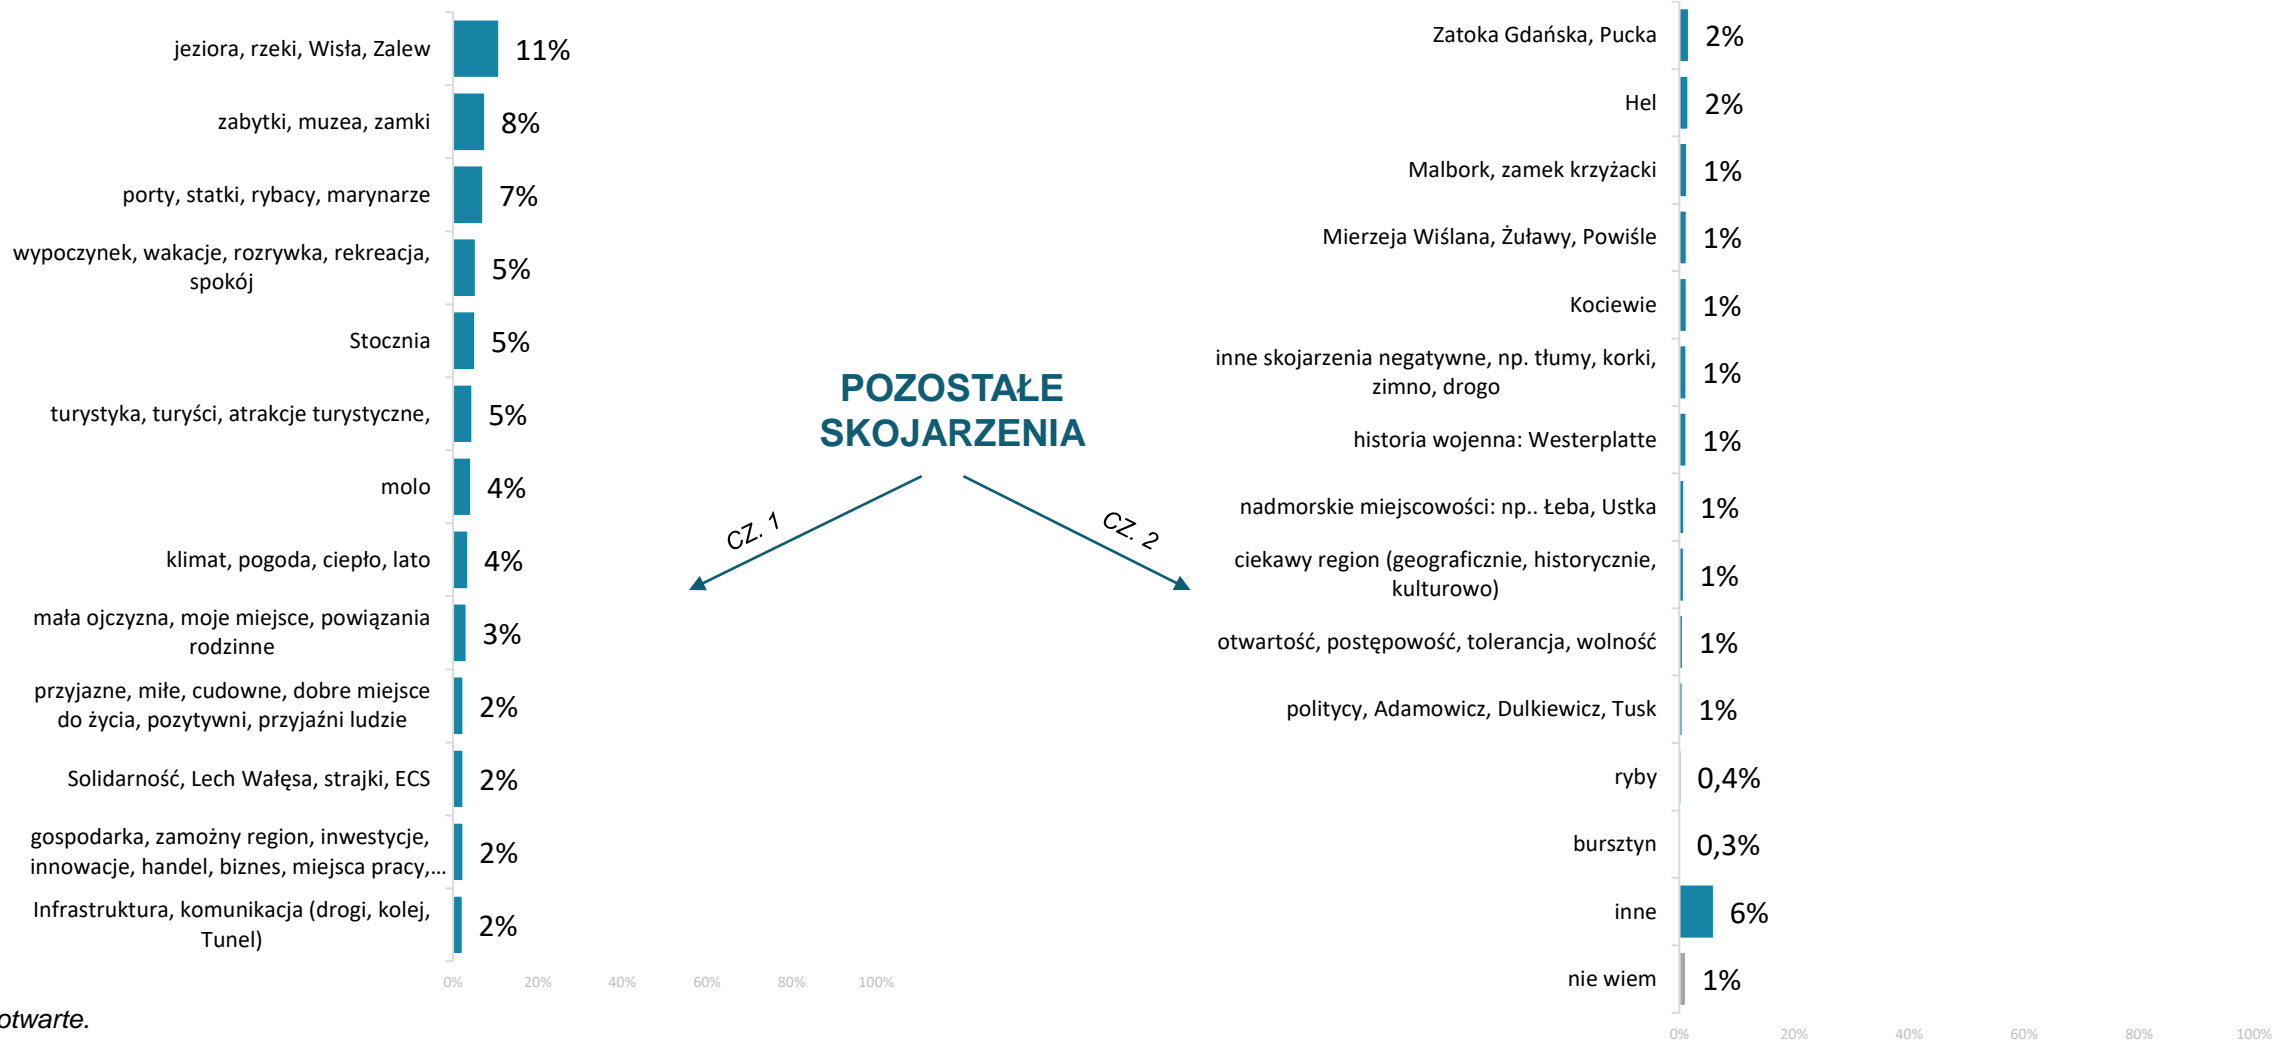 jeziora, rzeki, Wisła, Zalew
11%
zabytki, muzea, zamki
8%
porty, statki, rybacy, marynarze
7%
wypoczynek, wakacje, rozrywka, rekreacja,
spokój
5%
Stocznia
5%
turystyka, turyści, atrakcje turystyczne,
5%
molo
4%
klimat, pogoda, ciepło, lato
4%
mała ojczyzna, moje miejsce, powiązania
rodzinne
3%
przyjazne, miłe, cudowne, dobre miejsce
do życia, pozytywni, przyjaźni ludzie
2%
Solidarność, Lech Wałęsa, strajki, ECS
2%
gospodarka, zamożny region, inwestycje,
innowacje, handel, biznes, miejsca pracy,...
2%
Infrastruktura, komunikacja (drogi, kolej,
Tunel)
2%
0% 20% 40% 60% 80% 100%
otwarte.
POZOSTAŁE
SKOJARZENIA
CZ. 1
CZ. 2
Zatoka Gdańska, Pucka
2%
Hel
2%
Malbork, zamek krzyżacki
1%
Mierzeja Wiślana, Żuławy, Powiśle
1%
Kociewie
1%
inne skojarzenia negatywne, np. tłumy, korki,
zimno, drogo
1%
historia wojenna: Westerplatte
1%
nadmorskie miejscowości: np.. Łeba, Ustka
1%
ciekawy region (geograficznie, historycznie,
kulturowo)
1%
otwartość, postępowość, tolerancja, wolność
1%
politycy, Adamowicz, Dulkiewicz, Tusk
1%
ryby
0,4%
bursztyn
0,3%
inne
6%
nie wiem
1%
0% 20% 40% 60% 80% 100%